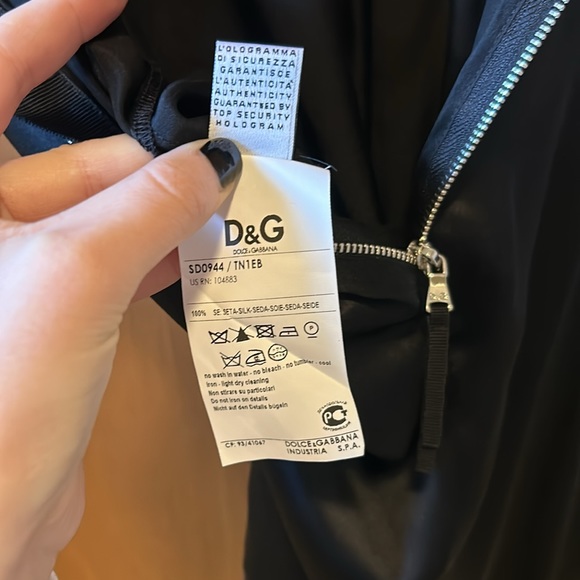 L'OLOGRAMMA
DI SICUREZZA
GARANTISCE
L'AUTENTICITÀ
AUTHENTICITY
GUARANTEED BY
TOP SECURITY
HOLOGRAM
D&G
DOLCE & GABBANA
SD0944 / TN1EB
US RN: 104883
100% SE SETA-SILK-SEDA-SOIE-SEDA-SEIDE
no wash in water - no bleach - no tumbler - cool
iron - light dry cleaning
Non stirare su particolari
Do not iron on details
Nicht auf den Details bügeln
CP: 93/41067
DOLCE&GABBANA
INDUSTRIA S.P.A.